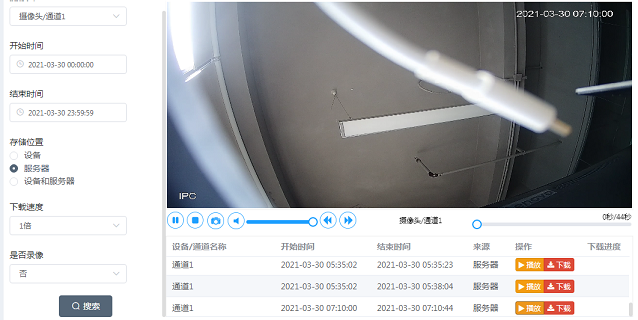 摄像头/通道1
开始时间
2021-03-30 00:00:00
结束时间
2021-03-30 23:59:59
存储位置
设备
服务器
设备和服务器
下载速度
1倍
是否录像
否
搜索
2021-03-30 07:10:00
IPC
摄像头/通道1
0秒/44秒
设备/通道名称 开始时间 结束时间 来源 操作 下载进度
通道1 2021-03-30 05:35:02 2021-03-30 05:35:23 服务器 播放 下载
通道1 2021-03-30 05:35:02 2021-03-30 05:38:04 服务器 播放 下载
通道1 2021-03-30 07:10:00 2021-03-30 07:10:44 服务器 播放 下载